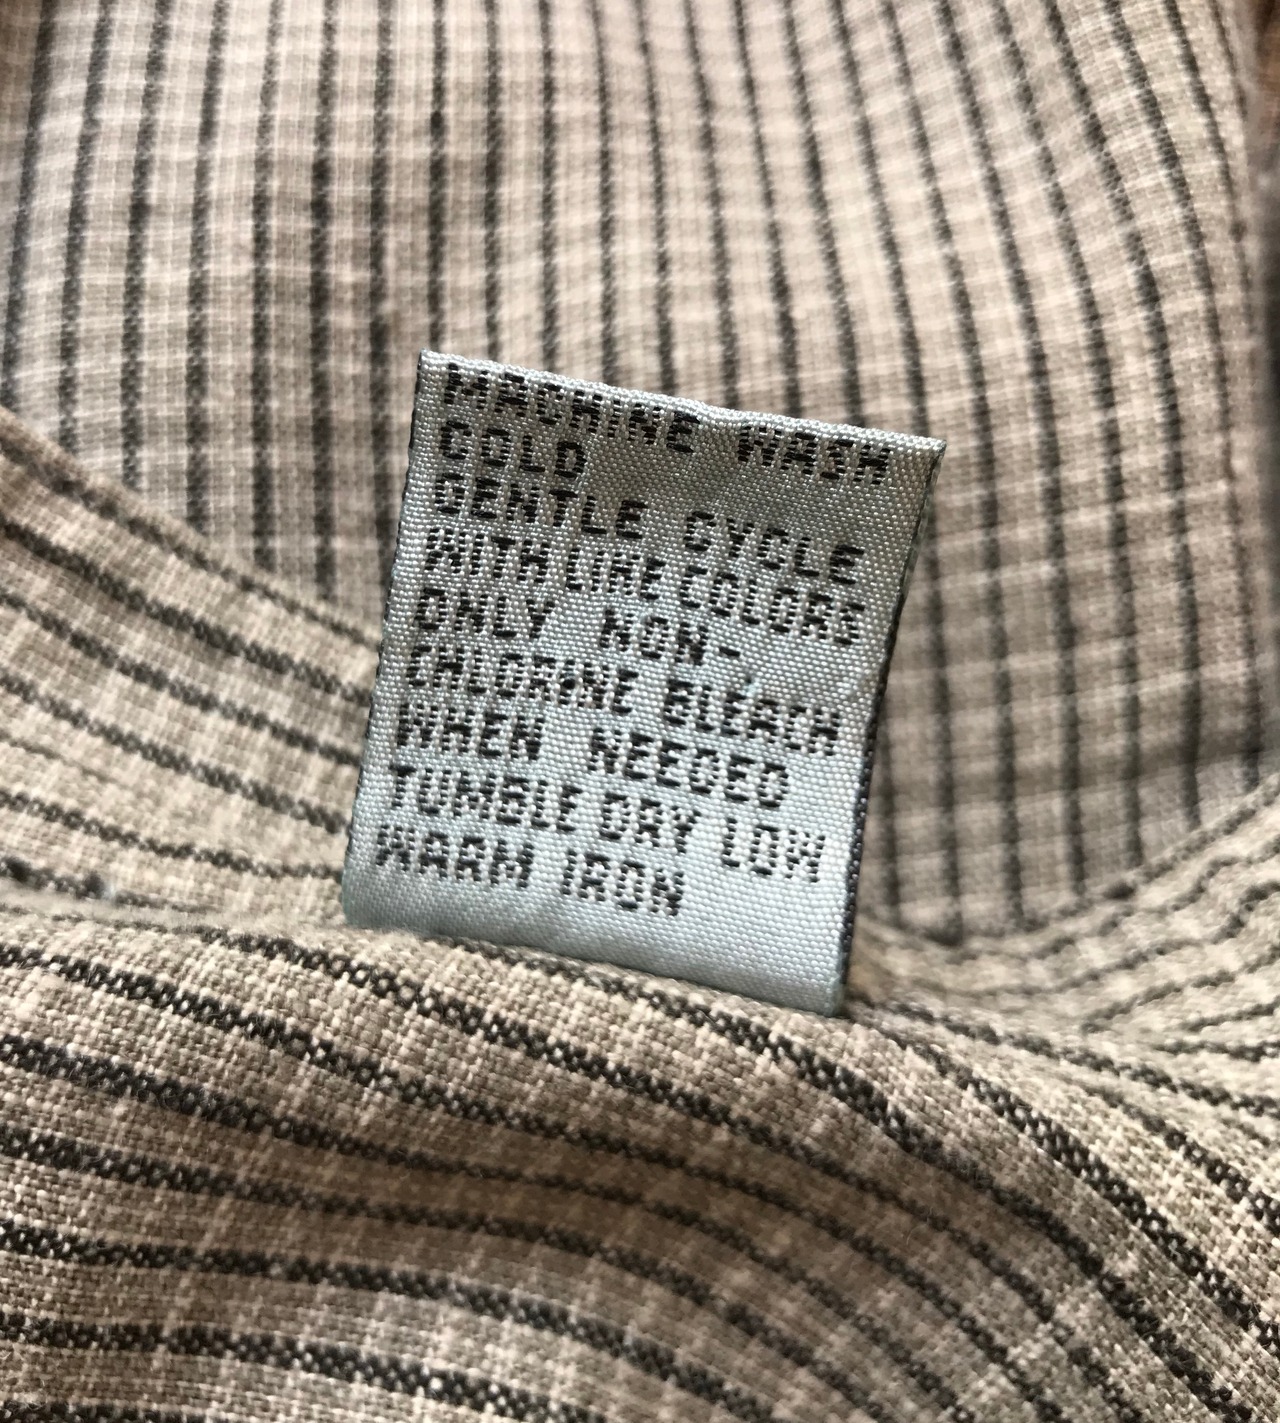 MACHINE WASH
COLD
GENTLE CYCLE
WITH LIKE COLORS
ONLY NON-
CHLORINE BLEACH
WHEN NEEDED
TUMBLE DRY LOW
WARM IRON